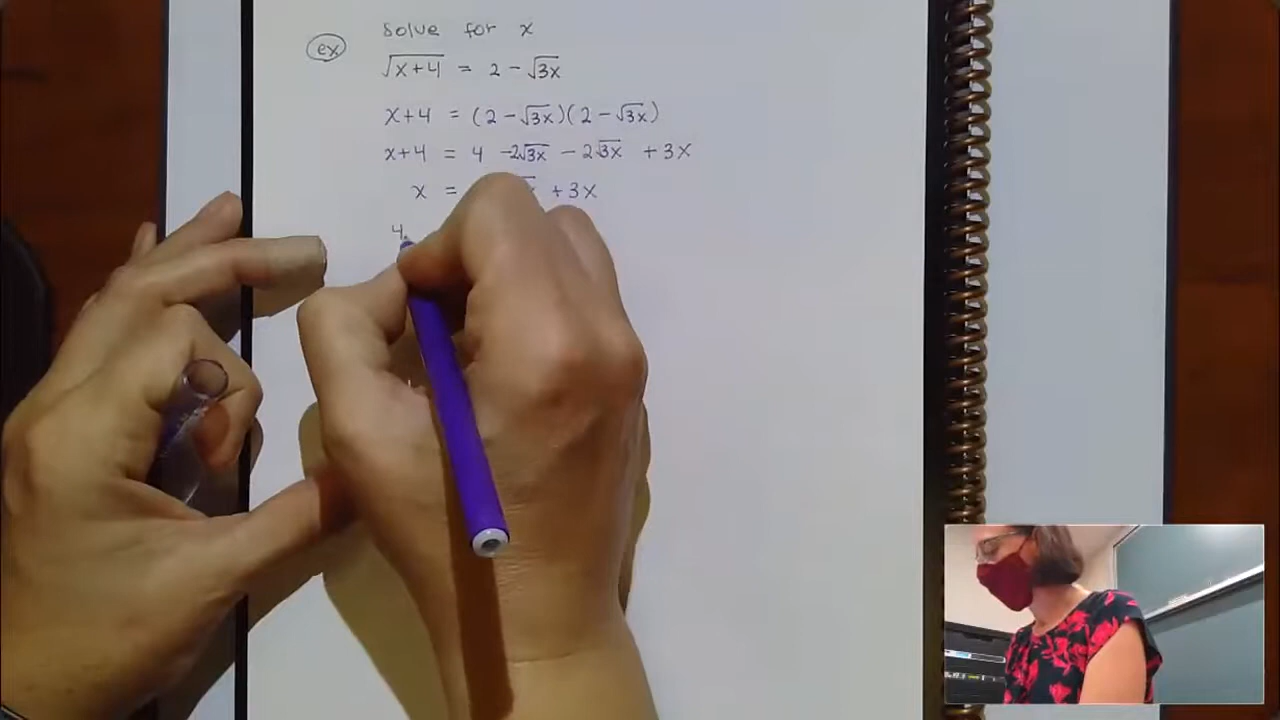 ex Solve for x
√x+4 = 2 - √3x
x+4 = (2 - √3x)(2 - √3x)
x+4 = 4 -2√3x - 2√3x + 3x
x = + 3x
4